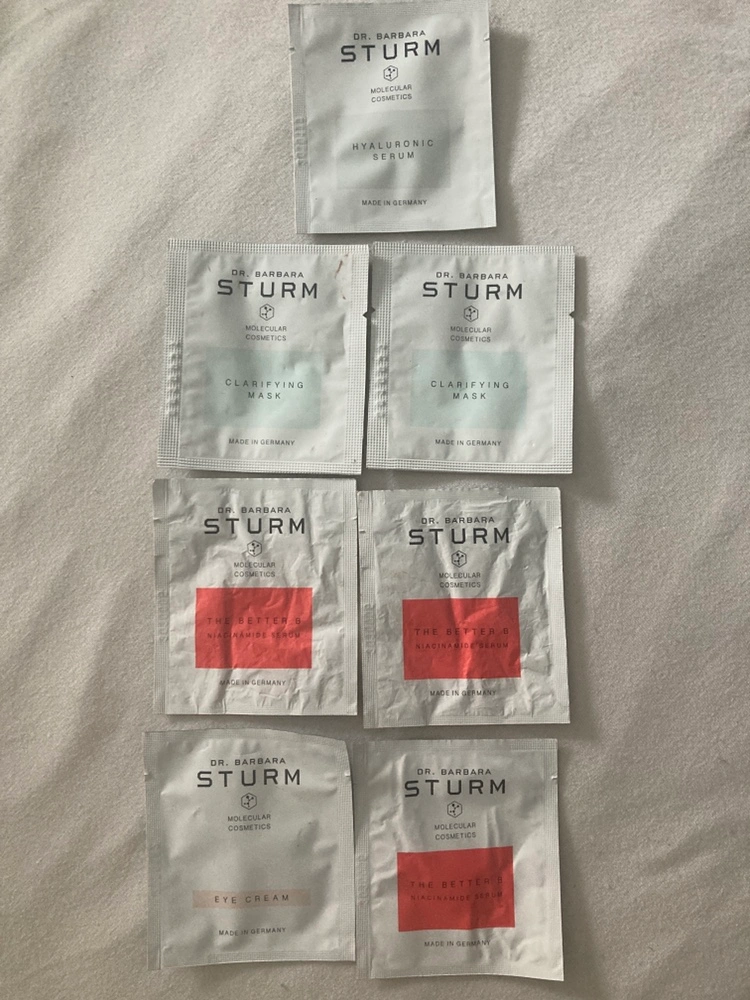 DR. BARBARA
STURM
MOLECULAR
COSMETICS
HYALURONIC
SERUM
MADE IN GERMANY
DR. BARBARA
STURM
MOLECULAR
COSMETICS
CLARIFYING
MASK
MADE IN GERMANY
DR. BARBARA
STURM
MOLECULAR
COSMETICS
CLARIFYING
MASK
MADE IN GERMANY
DR. BARBARA
STURM
MOLECULAR
COSMETICS
THE BETTER B
NIACINAMIDE SERUM
MADE IN GERMANY
DR. BARBARA
STURM
MOLECULAR
COSMETICS
THE BETTER B
NIACINAMIDE SERUM
MADE IN GERMANY
DR. BARBARA
STURM
MOLECULAR
COSMETICS
EYE CREAM
MADE IN GERMANY
DR. BARBARA
STURM
MOLECULAR
COSMETICS
THE BETTER B
NIACINAMIDE SERUM
MADE IN GERMANY